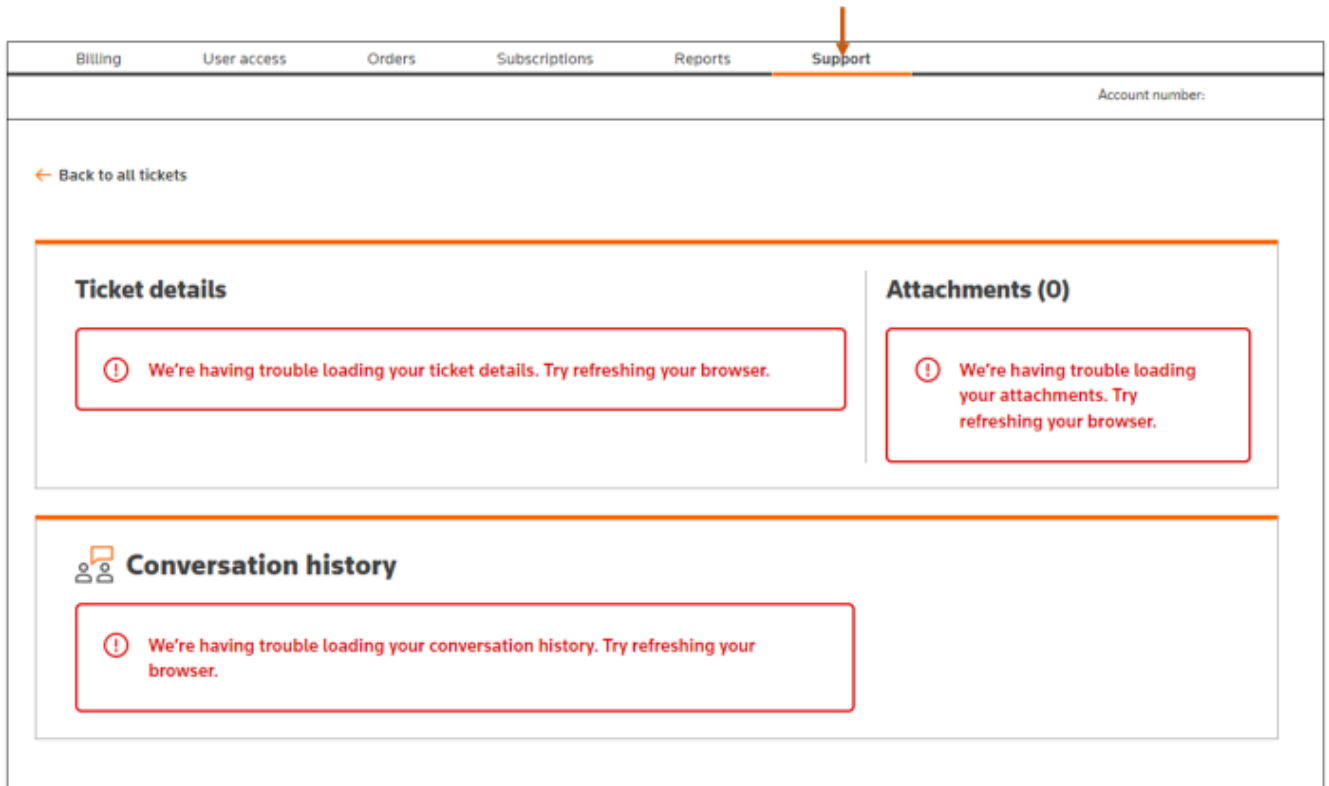 Billing User access Orders Subscriptions Reports Support
Account number:
← Back to all tickets
Ticket details
We're having trouble loading your ticket details. Try refreshing your browser.
Attachments (0)
We're having trouble loading
your attachments. Try
refreshing your browser.
Conversation history
We're having trouble loading your conversation history. Try refreshing your
browser.